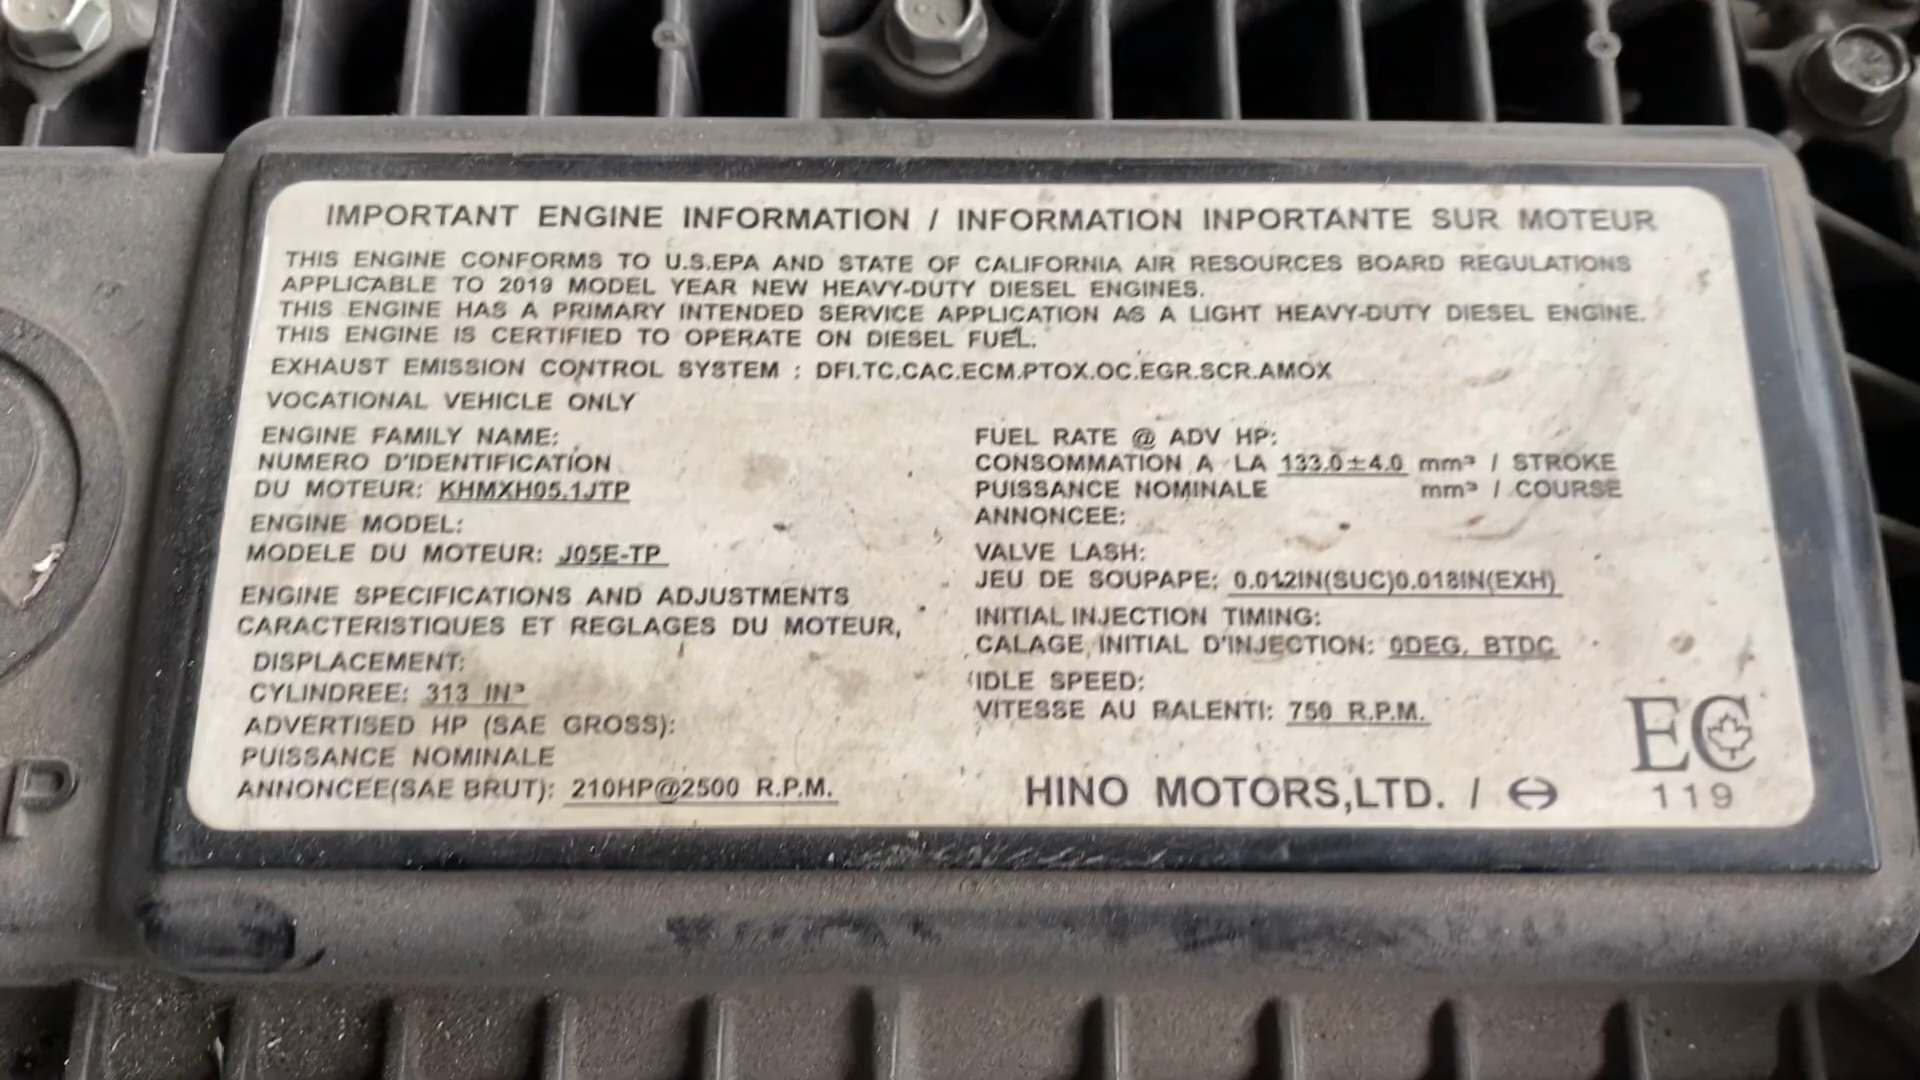 IMPORTANT ENGINE INFORMATION / INFORMATION INPORTANTE SUR MOTEUR
THIS ENGINE CONFORMS TO U.S.EPA AND STATE OF CALIFORNIA AIR RESOURCES BOARD REGULATIONS
APPLICABLE TO 2019 MODEL YEAR NEW HEAVY-DUTY DIESEL ENGINES.
THIS ENGINE HAS A PRIMARY INTENDED SERVICE APPLICATION AS A LIGHT HEAVY-DUTY DIESEL ENGINE.
THIS ENGINE IS CERTIFIED TO OPERATE ON DIESEL FUEL.
EXHAUST EMISSION CONTROL SYSTEM : DFI.TC.CAC.ECM.PTOX.OC.EGR.SCR.AMOX
VOCATIONAL VEHICLE ONLY
ENGINE FAMILY NAME:
NUMERO D'IDENTIFICATION
DU MOTEUR: KHMXH05.1JTP
ENGINE MODEL:
MODELE DU MOTEUR: J05E-TP
ENGINE SPECIFICATIONS AND ADJUSTMENTS
CARACTERISTIQUES ET REGLAGES DU MOTEUR,
DISPLACEMENT:
CYLINDREE: 313 IN³
ADVERTISED HP (SAE GROSS):
PUISSANCE NOMINALE
ANNONCEE(SAE BRUT): 210HP@2500 R.P.M.
FUEL RATE @ ADV HP:
CONSOMMATION A LA 133.0±4.0 mm³ / STROKE
PUISSANCE NOMINALE mm³ / COURSE
ANNONCEE:
VALVE LASH:
JEU DE SOUPAPE: 0.012IN(SUC)0.018IN(EXH)
INITIAL INJECTION TIMING:
CALAGE INITIAL D'INJECTION: 0DEG. BTDC
IDLE SPEED:
VITESSE AU RALENTI: 750 R.P.M.
HINO MOTORS,LTD. /
EC
119
P